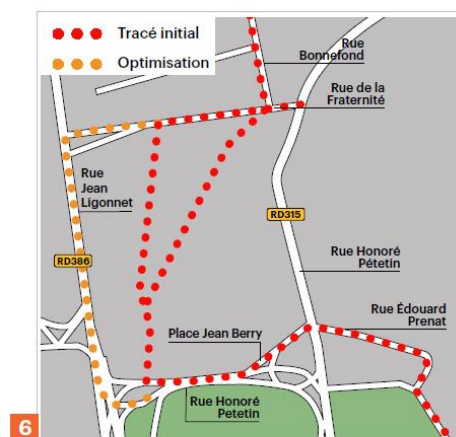 Tracé initial
Optimisation
Rue
Bonnefond
Rue de la
Fraternité
Rue
Jean
Ligonnet
RD315
RD386
Rue Honoré
Pétetin
Rue Édouard
Prenat
Place Jean Berry
Rue Honoré
Petetin
6